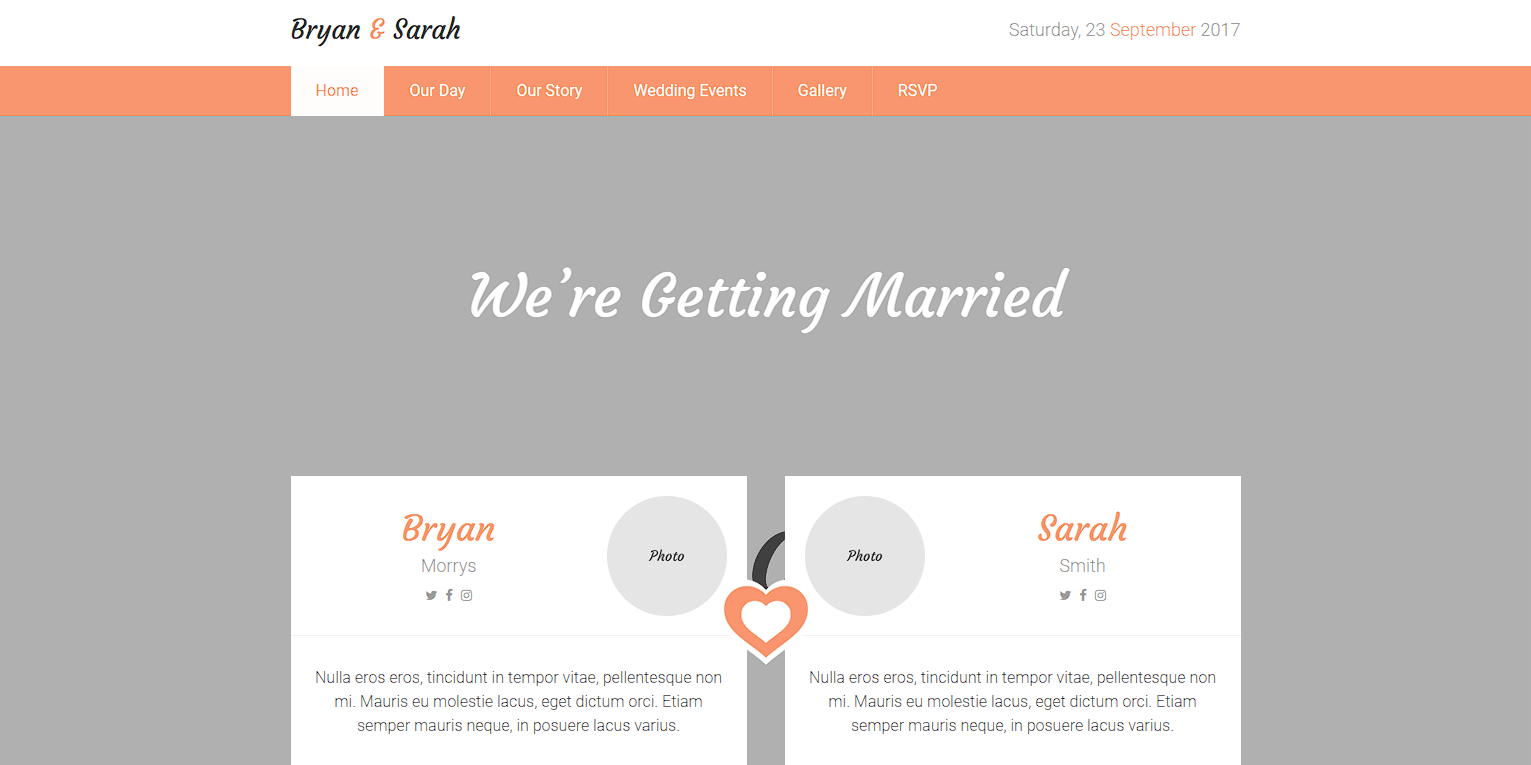 Bryan & Sarah
Saturday, 23 September 2017
Home
Our Day
Our Story
Wedding Events
Gallery
RSVP
We're Getting Married
Bryan
Morrys
Photo
Nulla eros eros, tincidunt in tempor vitae, pellentesque non
mi. Mauris eu molestie lacus, eget dictum orci. Etiam
semper mauris neque, in posuere lacus varius.
Photo
Sarah
Smith
Nulla eros eros, tincidunt in tempor vitae, pellentesque non
mi. Mauris eu molestie lacus, eget dictum orci. Etiam
semper mauris neque, in posuere lacus varius.